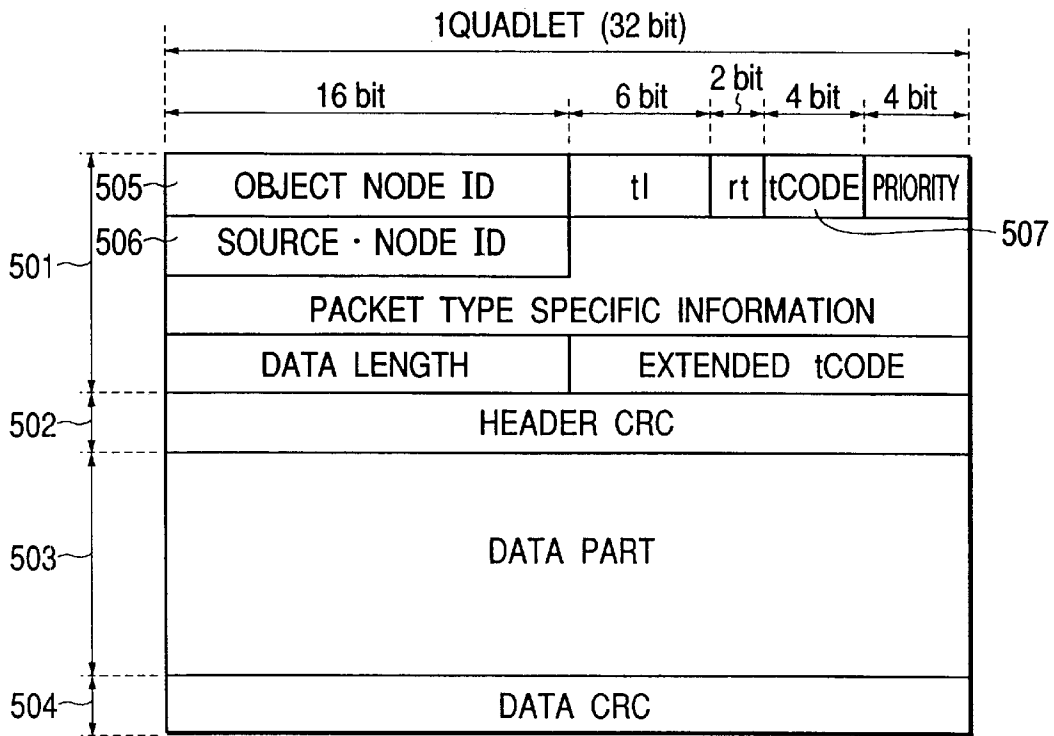 1QUADLET (32 bit)
16 bit 6 bit 2 bit 4 bit 4 bit
505 OBJECT NODE ID tl rt tCODE PRIORITY
506 SOURCE · NODE ID 507
501
PACKET TYPE SPECIFIC INFORMATION
DATA LENGTH EXTENDED tCODE
502 HEADER CRC
503 DATA PART
504 DATA CRC